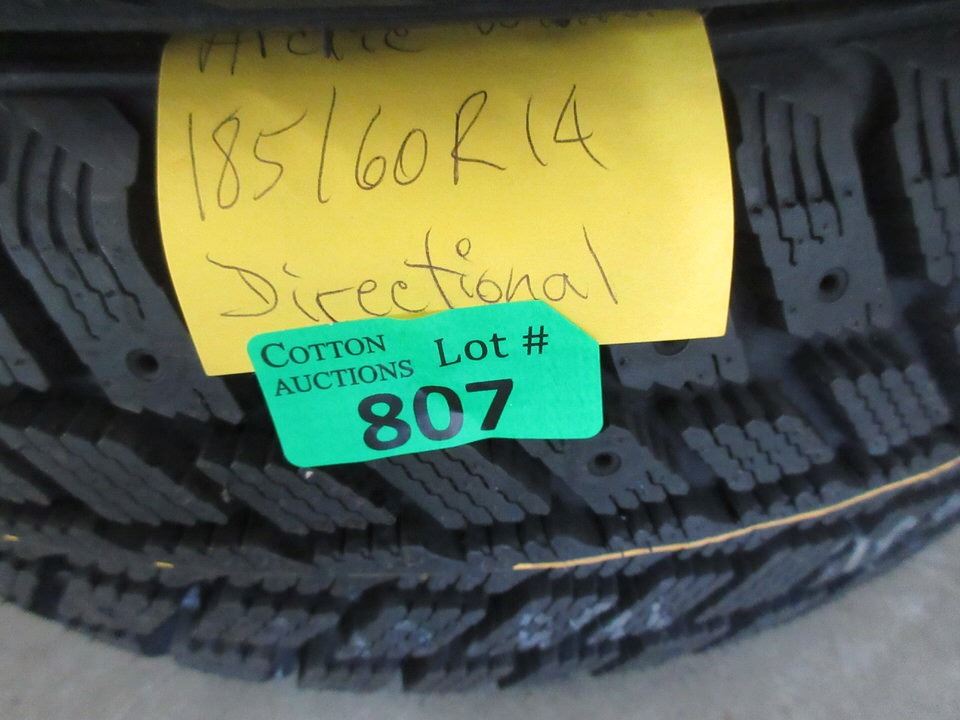 185/60R14
Directional
COTTON
AUCTIONS
Lot #
807